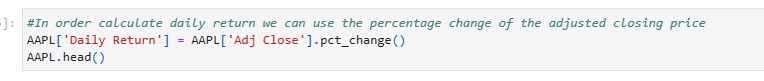 ]: #In order calculate daily return we can use the percentage change of the adjusted closing price
AAPL['Daily Return'] = AAPL['Adj Close'].pct_change()
AAPL.head()